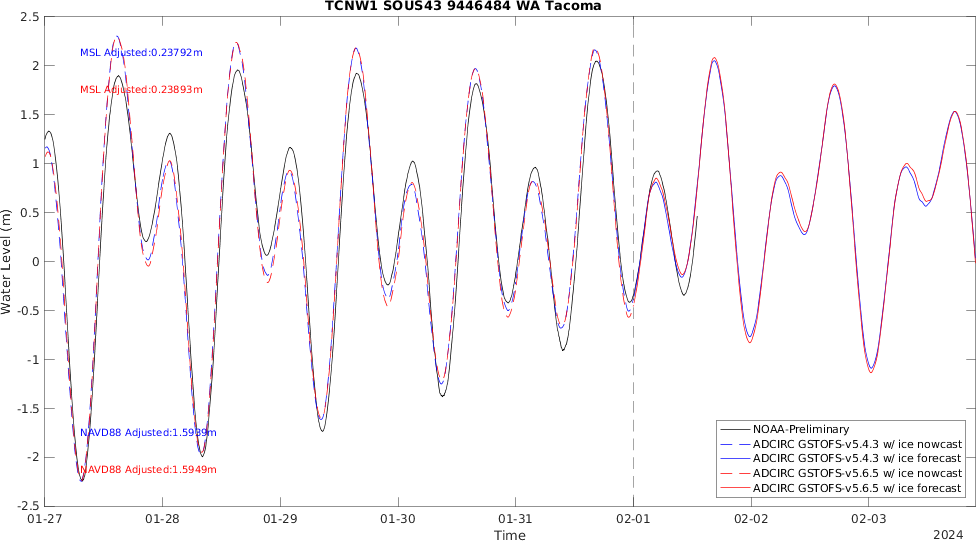 TCNW1 SOUS43 9446484 WA Tacoma
2.5
2
1.5
1
0.5
0
-0.5
-1
-1.5
-2
-2.5
Water Level (m)
MSL Adjusted:0.23792m
MSL Adjusted:0.23893m
NAVD88 Adjusted:1.5939m
NAVD88 Adjusted:1.5949m
NOAA-Preliminary
ADCIRC GSTOFS-v5.4.3 w/ ice nowcast
ADCIRC GSTOFS-v5.4.3 w/ ice forecast
ADCIRC GSTOFS-v5.6.5 w/ ice nowcast
ADCIRC GSTOFS-v5.6.5 w/ ice forecast
01-27 01-28 01-29 01-30 01-31 02-01 02-02 02-03
Time
2024